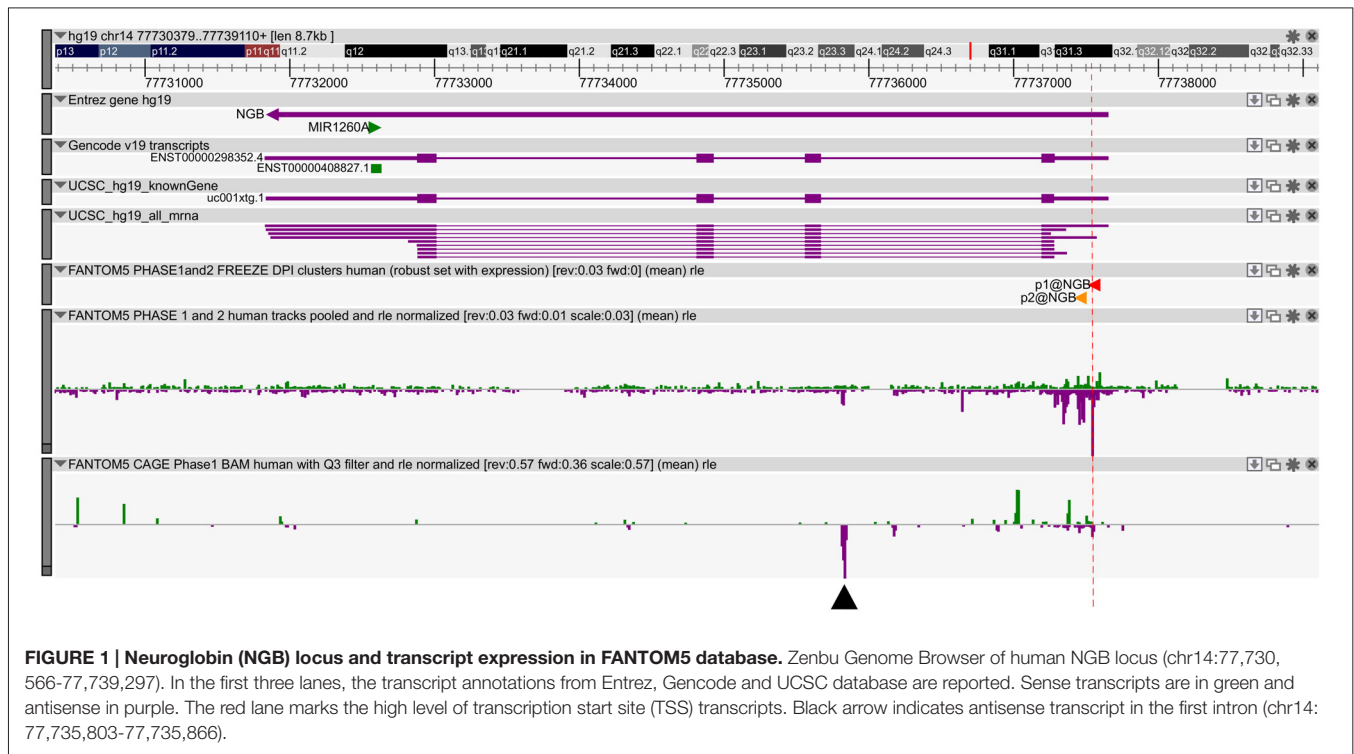 hg19 chr14 77730379..77739110+ [len 8.7kb ]
p13 p12 p11.2 p11 q11 q11.2 q12 q13. q21.1 q21.2 q21.3 q22.1 q22.3 q23.1 q23.2 q23.3 q24.1 q24.2 q24.3 q31.1 q31.3 q32.1 q32.12 q32.2 q32.33
77731000 77732000 77733000 77734000 77735000 77736000 77737000 77738000
Entrez gene hg19
NGB
MIR1260A
Gencode v19 transcripts
ENST00000298352.4
ENST00000408827.1
UCSC_hg19_knownGene
uc001xtg.1
UCSC_hg19_all_mrna
FANTOM5 PHASE1and2 FREEZE DPI clusters human (robust set with expression) [rev:0.03 fwd:0] (mean) rle
p1@NGB
p2@NGB
FANTOM5 PHASE 1 and 2 human tracks pooled and rle normalized [rev:0.03 fwd:0.01 scale:0.03] (mean) rle
FANTOM5 CAGE Phase1 BAM human with Q3 filter and rle normalized [rev:0.57 fwd:0.36 scale:0.57] (mean) rle
FIGURE 1 | Neuroglobin (NGB) locus and transcript expression in FANTOM5 database. Zenbu Genome Browser of human NGB locus (chr14:77,730,
566-77,739,297). In the first three lanes, the transcript annotations from Entrez, Gencode and UCSC database are reported. Sense transcripts are in green and
antisense in purple. The red lane marks the high level of transcription start site (TSS) transcripts. Black arrow indicates antisense transcript in the first intron (chr14:
77,735,803-77,735,866).